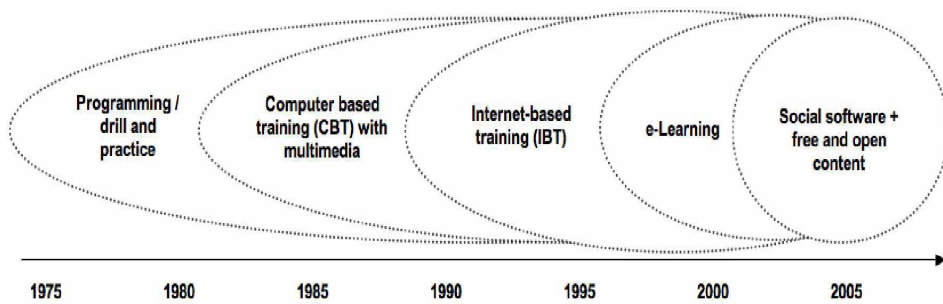 Programming /
drill and
practice
Computer based
training (CBT) with
multimedia
Internet-based
training (IBT)
e-Learning
Social software +
free and open
content
1975 1980 1985 1990 1995 2000 2005